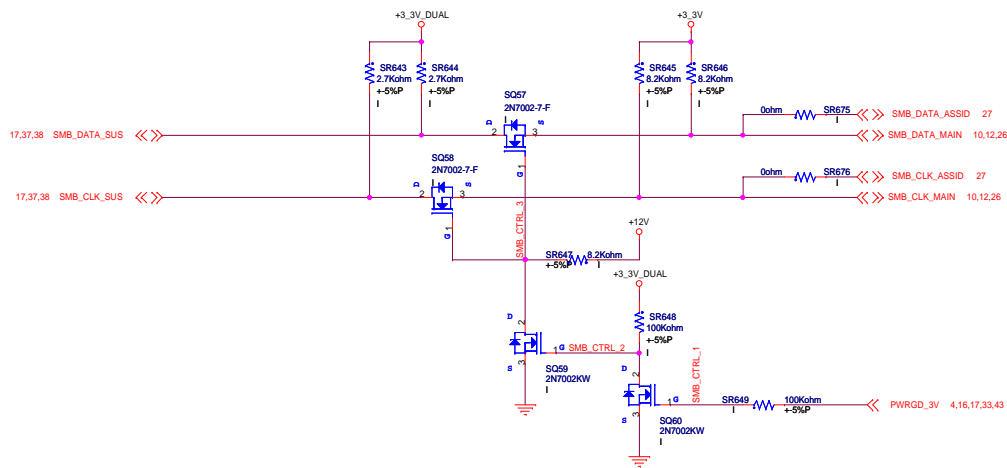 +3_3V_DUAL
+3_3V
SR643
2.7Kohm
+-5%P
I
SR644
2.7Kohm
+-5%P
I
SR645
8.2Kohm
+-5%P
I
SR646
8.2Kohm
+-5%P
I
SQ57
2N7002-7-F
I
D
S
2
3
G
1
0ohm
SR675
I
SMB_DATA_ASSID 27
17,37,38 SMB_DATA_SUS
SMB_DATA_MAIN 10,12,26
SQ58
2N7002-7-F
I
D
S
2
3
G
1
0ohm
SR676
I
SMB_CLK_ASSID 27
17,37,38 SMB_CLK_SUS
SMB_CLK_MAIN 10,12,26
SMB_CTRL_3
+12V
SR647
8.2Kohm
+-5%P
I
+3_3V_DUAL
SR648
100Kohm
+-5%P
I
D
2
1
G
SMB_CTRL_2
S
3
SQ59
2N7002KW
I
SMB_CTRL_1
D
2
1
G
S
3
SQ60
2N7002KW
I
SR649
I
100Kohm
+-5%P
PWRGD_3V 4,16,17,33,43